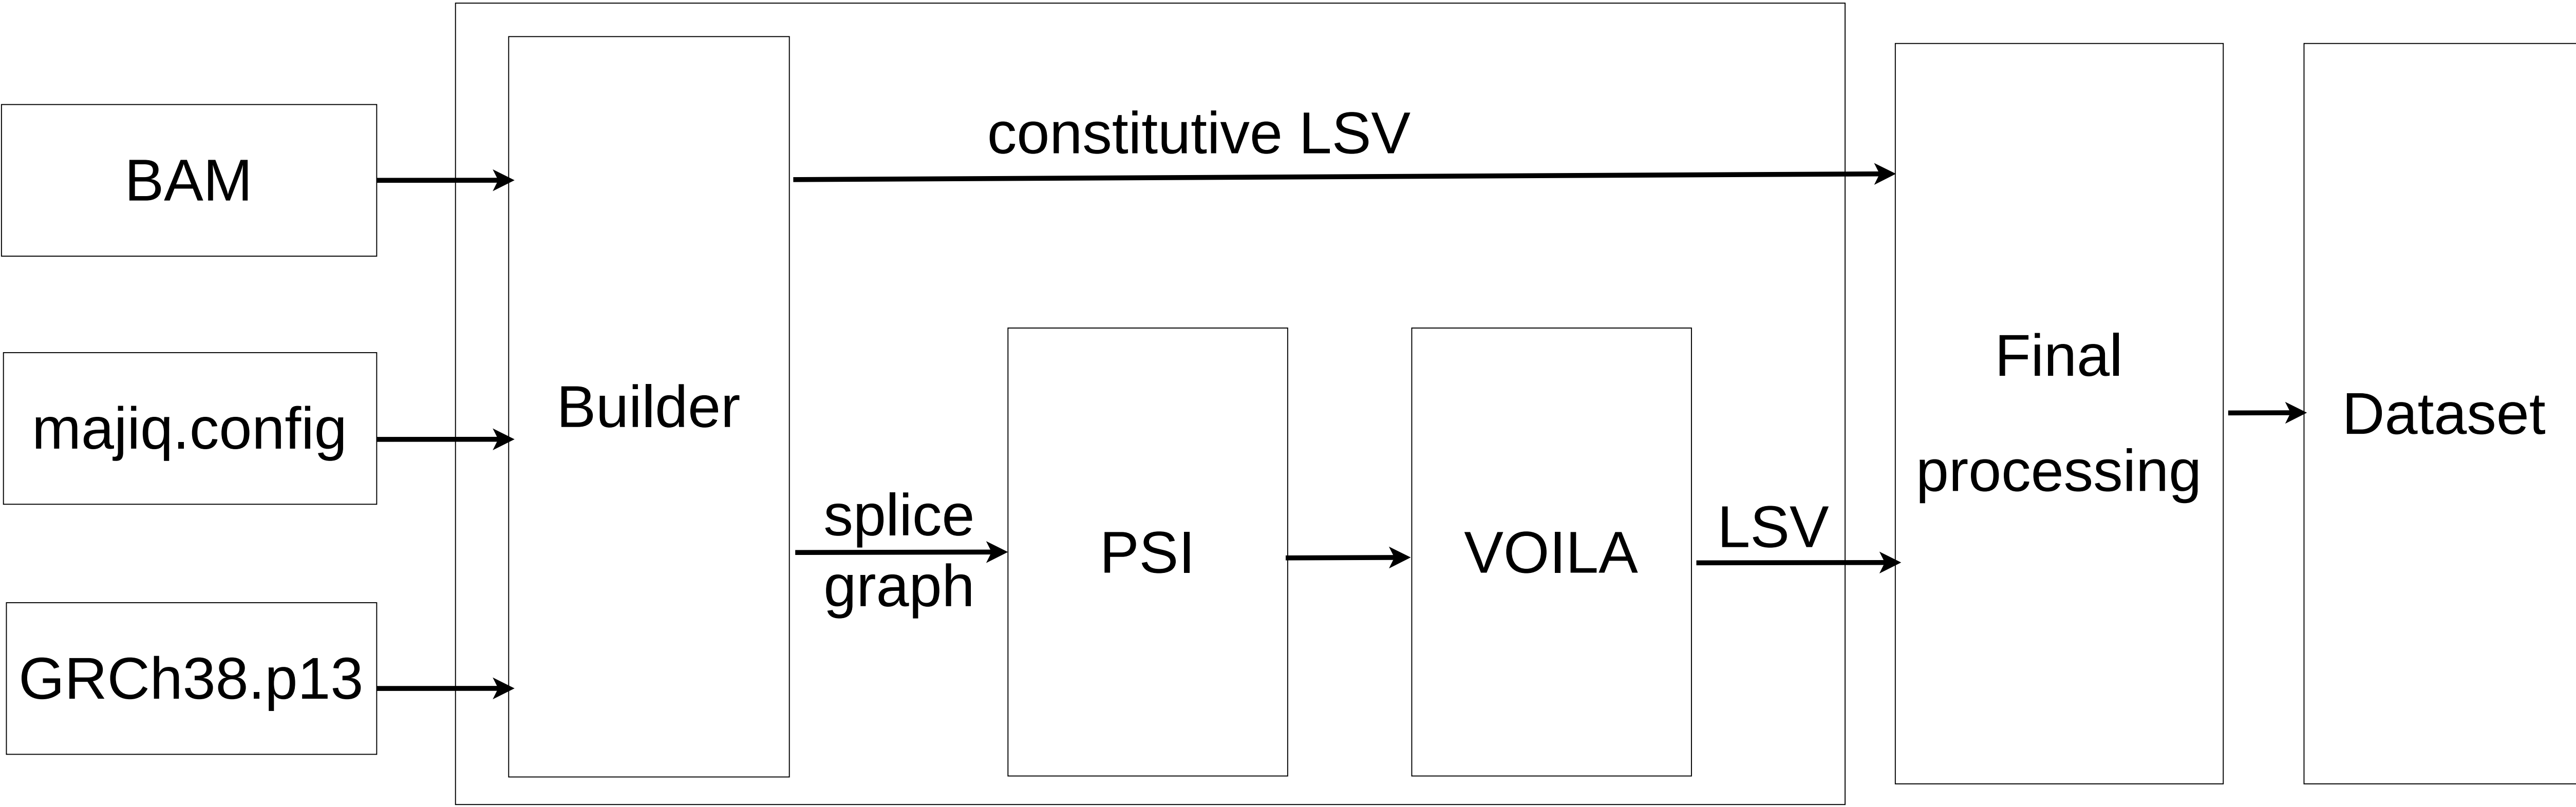 BAM
majiq.config
GRCh38.p13
Builder
constitutive LSV
splice
graph
PSI
VOILA
LSV
Final
processing
Dataset